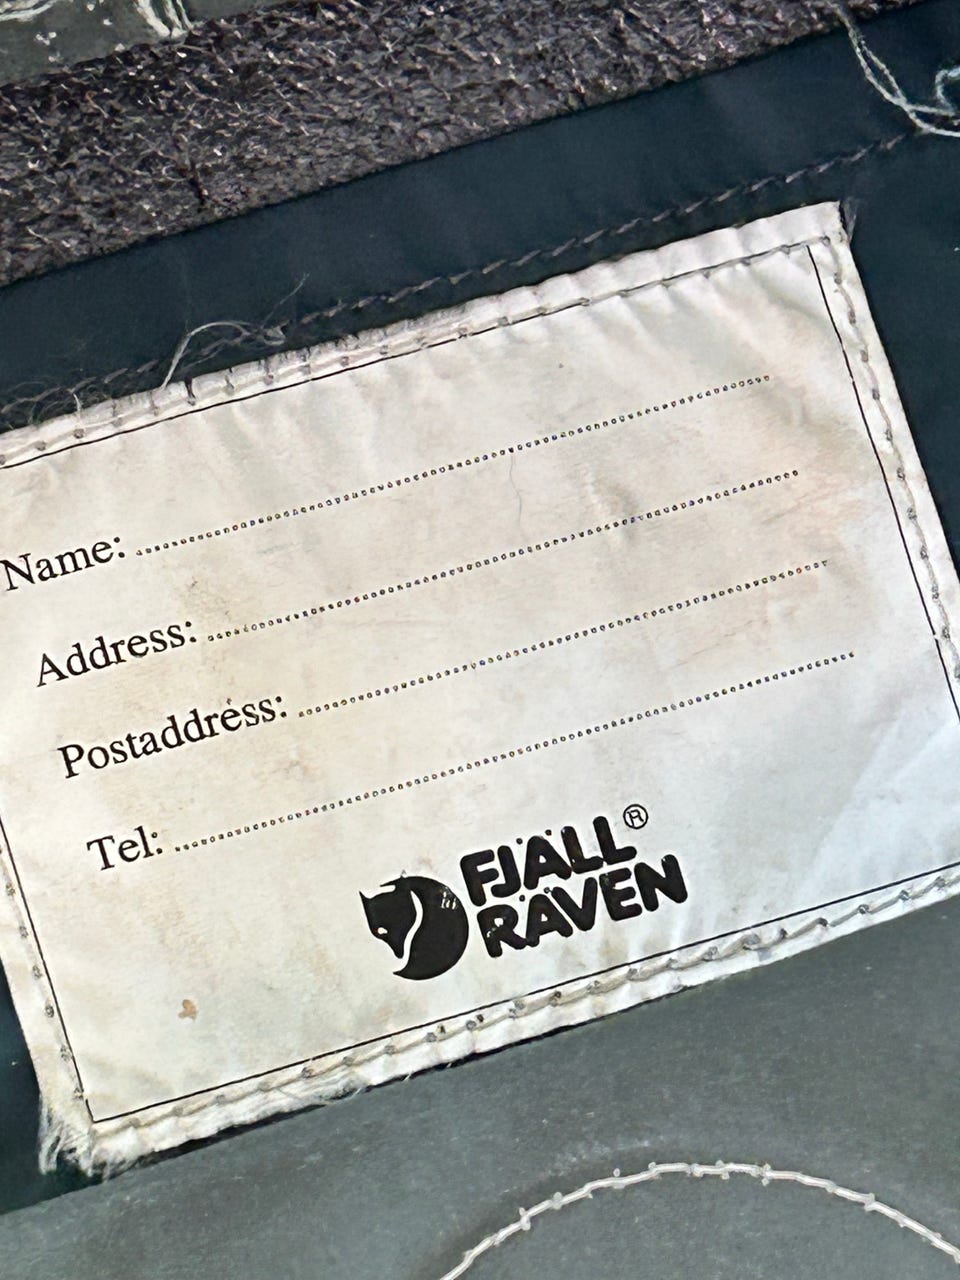 Name:
Address:
Postaddress:
Tel:
FJÄLL®
RÄVEN